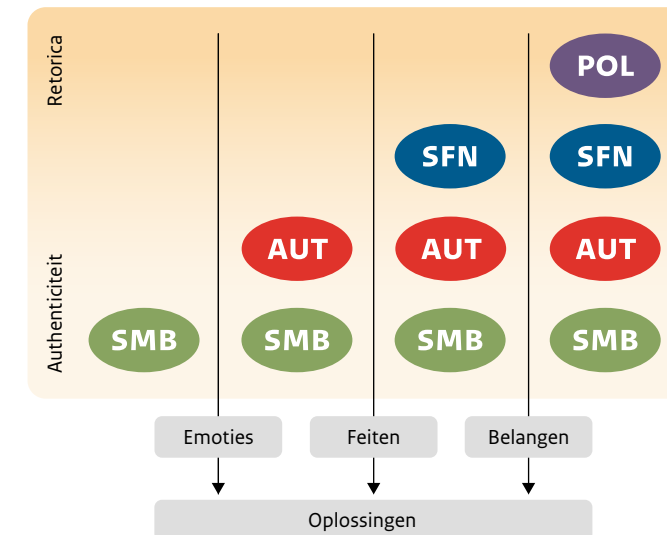 Retorica
POL
SFN
SFN
AUT
AUT
AUT
Authenticiteit
SMB
SMB
SMB
SMB
Emoties
Feiten
Belangen
Oplossingen